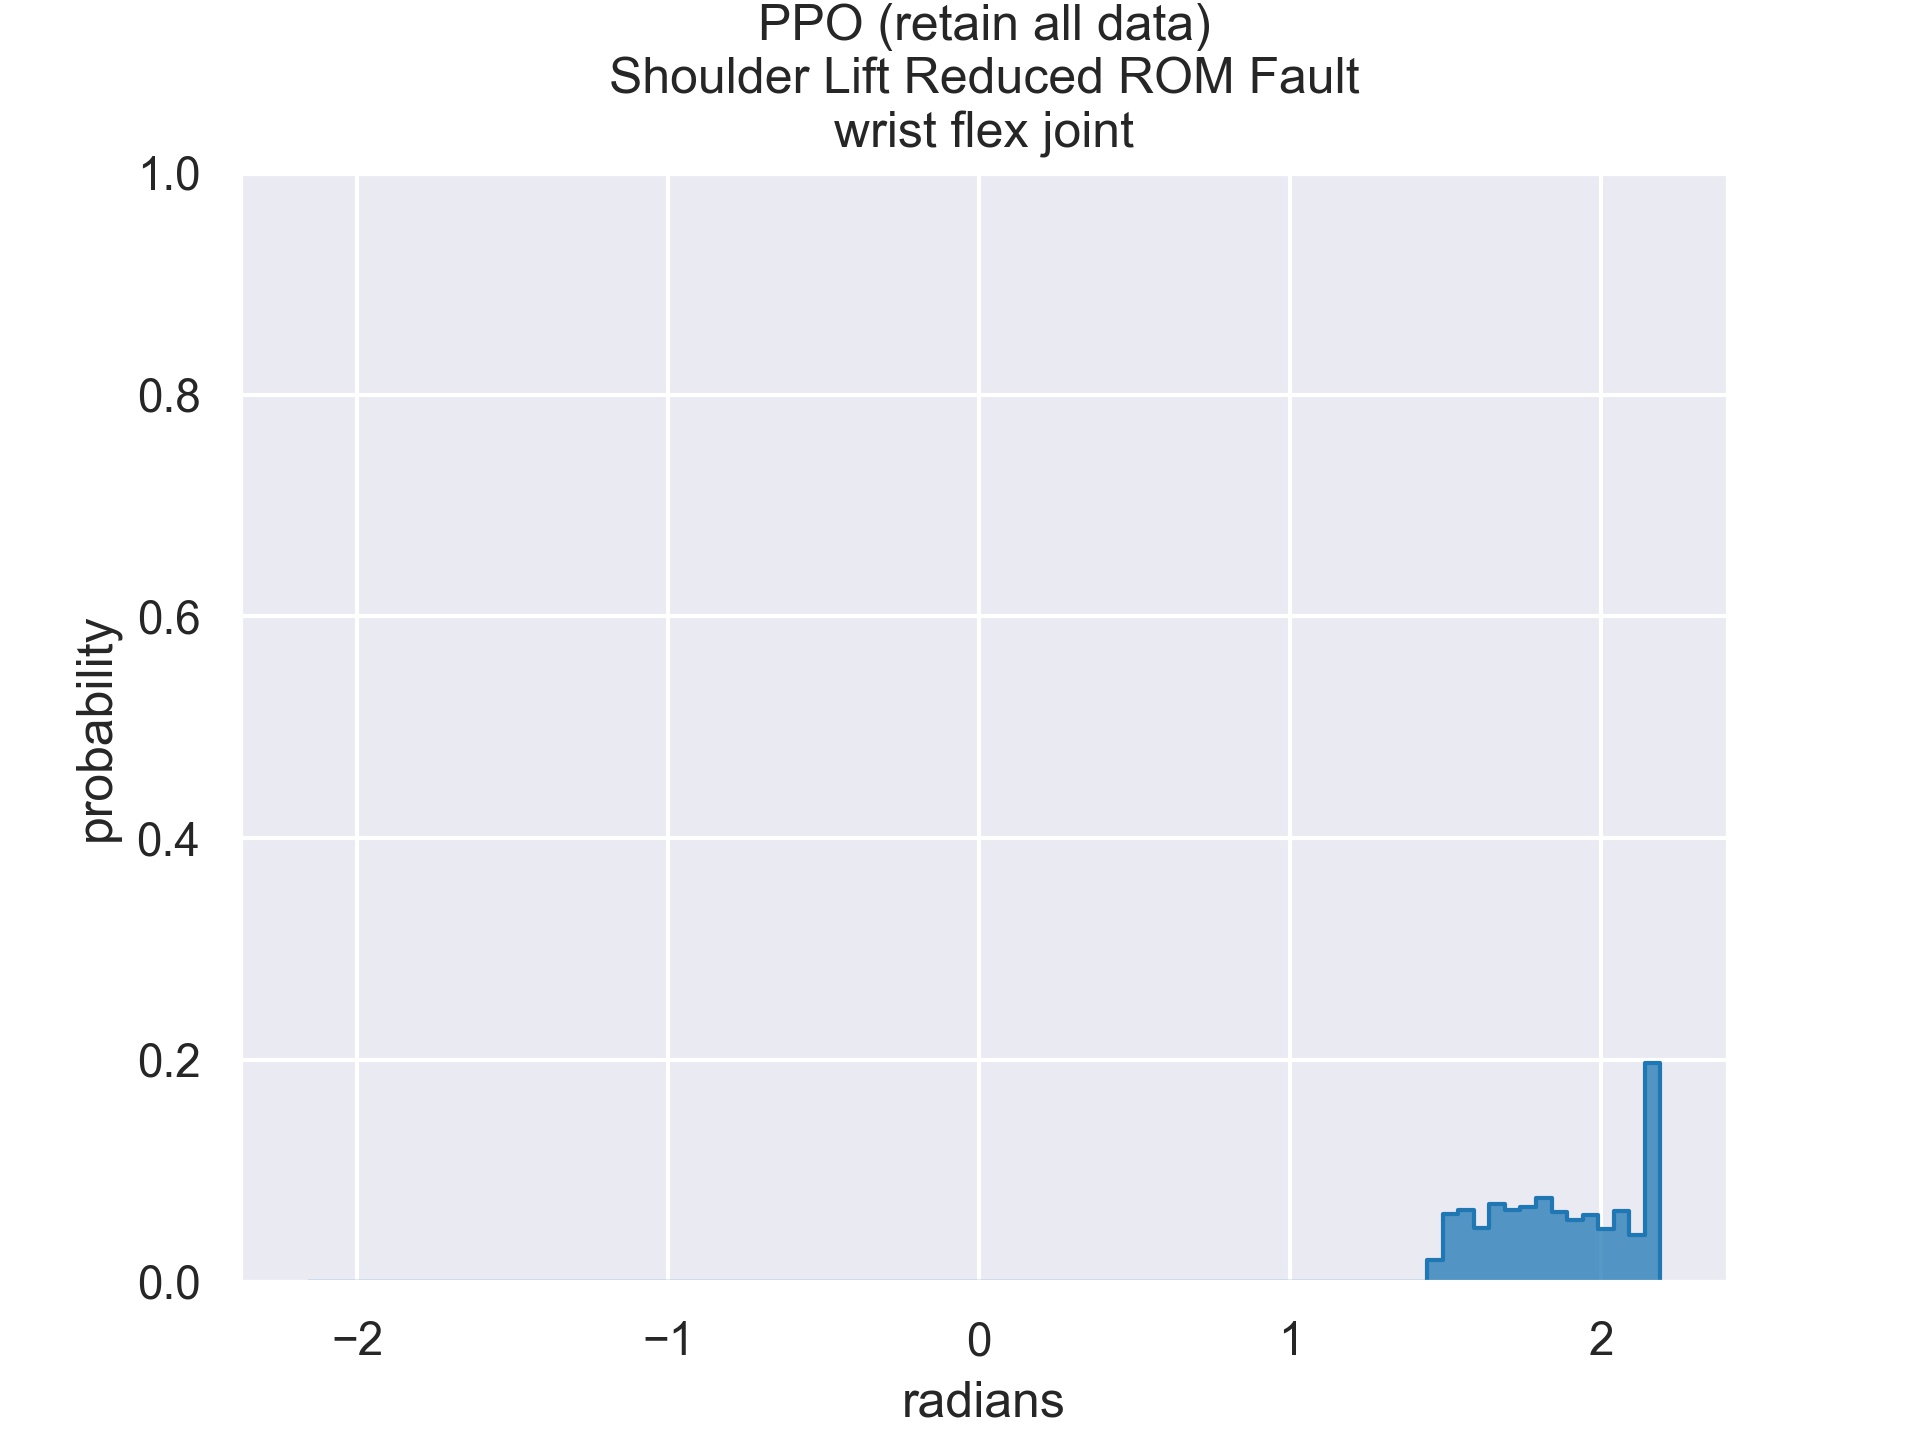 PPO (retain all data)
Shoulder Lift Reduced ROM Fault
wrist flex joint
1.0
0.8
0.6
0.4
0.2
0.0
probability
−2
−1
0
1
2
radians